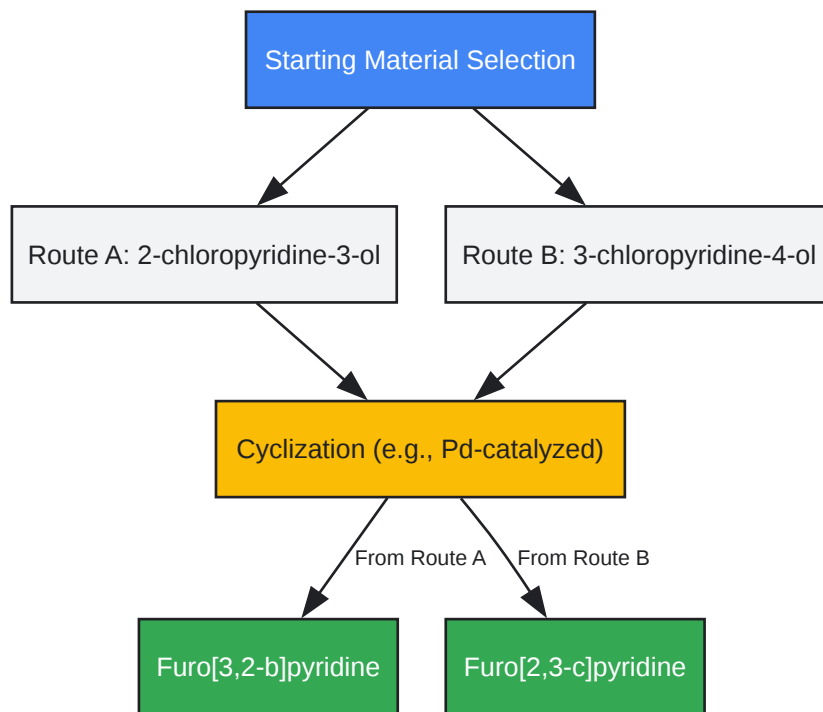 Starting Material Selection
Route A: 2-chloropyridine-3-ol
Route B: 3-chloropyridine-4-ol
Cyclization (e.g., Pd-catalyzed)
From Route A
From Route B
Furo[3,2-b]pyridine
Furo[2,3-c]pyridine